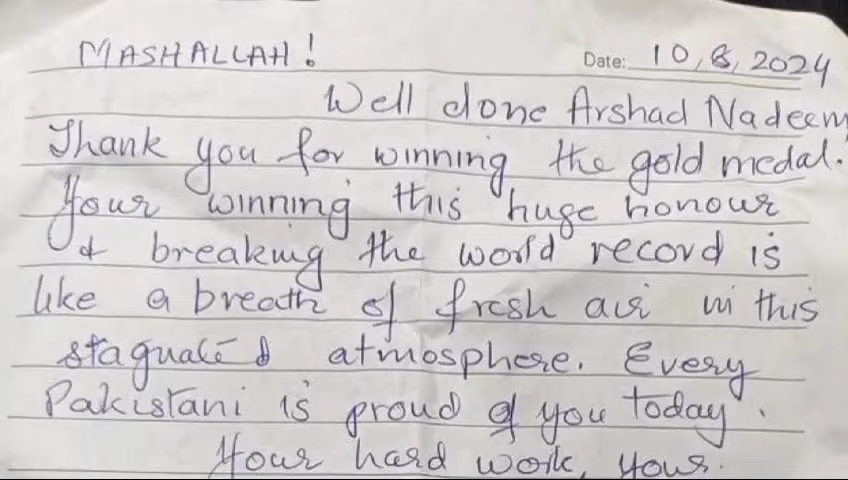 MASHALLAH! Date: 10,8,2024
Well done Arshad Nadeem
Thank you for winning the gold medal.
Your winning this huge honour
& breaking the world record is
like a breath of fresh air in this
stagnated atmosphere. Every
Pakistani is proud of you today.
Your hard work, your